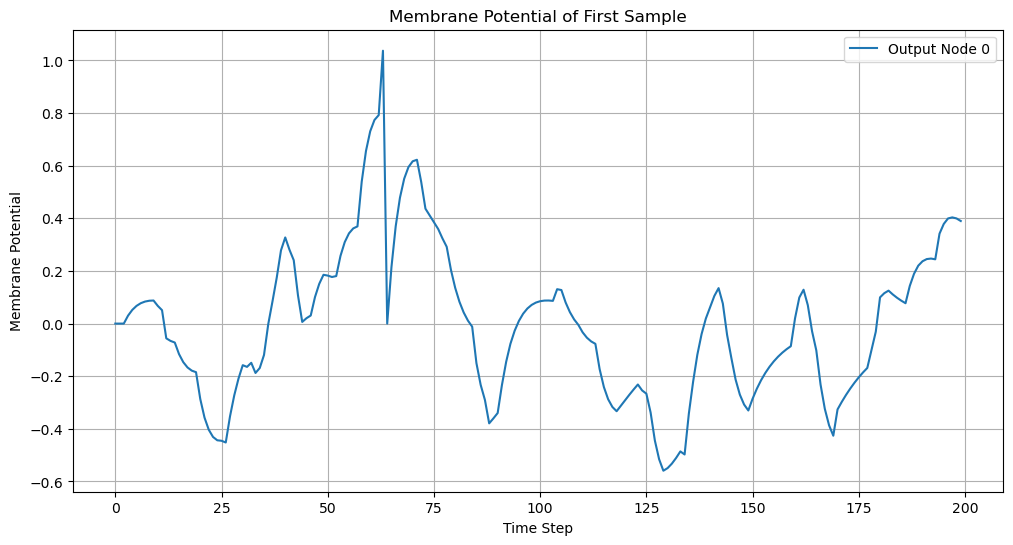 Membrane Potential of First Sample
Output Node 0
Membrane Potential
1.0
0.8
0.6
0.4
0.2
0.0
−0.2
−0.4
−0.6
0 25 50 75 100 125 150 175 200
Time Step